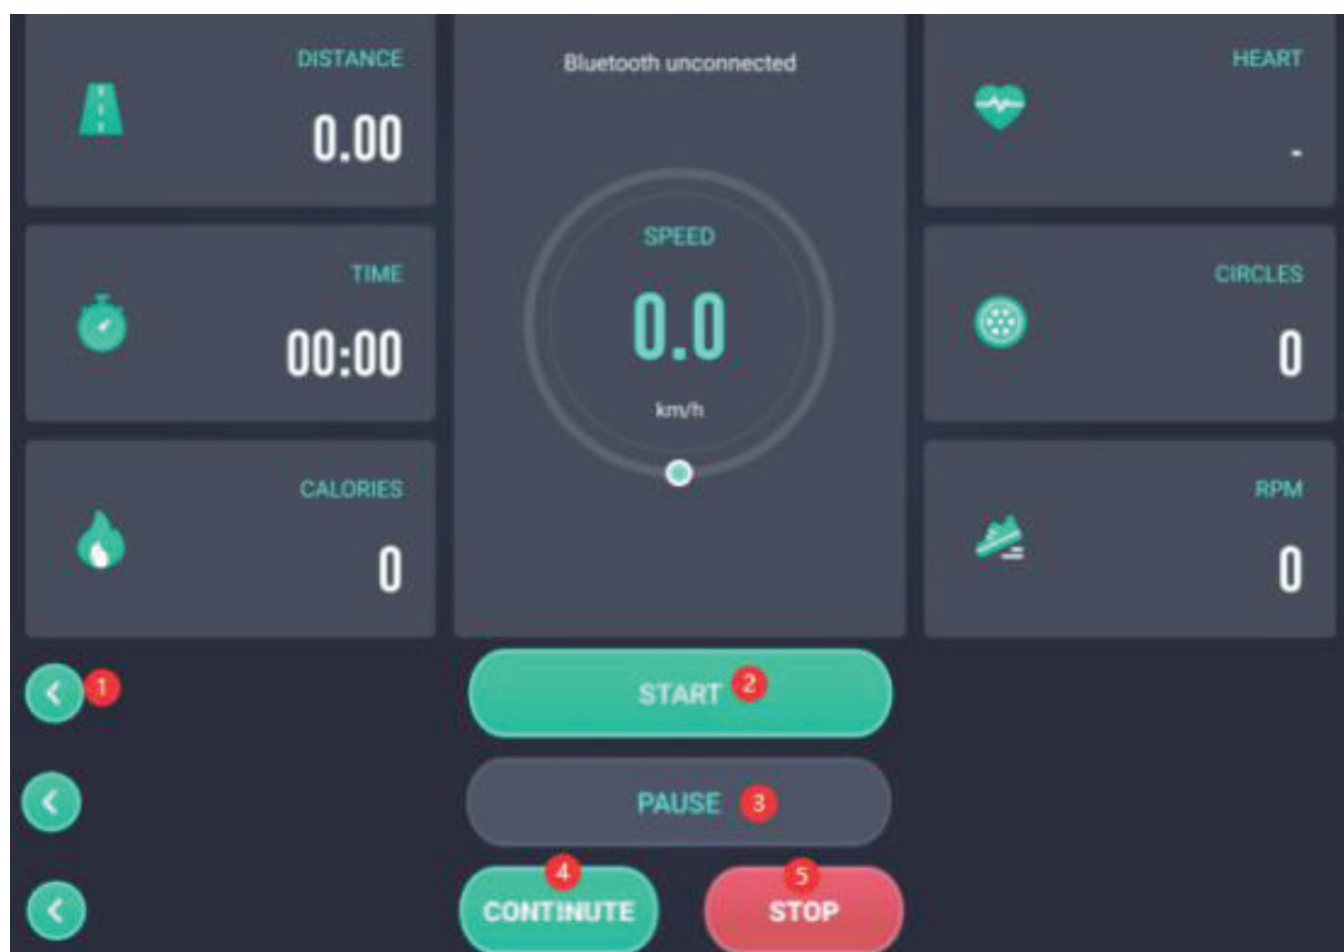 DISTANCE
0.00
Bluetooth unconnected
HEART
-
TIME
00:00
SPEED
0.0
km/h
CIRCLES
0
CALORIES
0
RPM
0
1
START 2
PAUSE 3
4
CONTINUTE
5
STOP